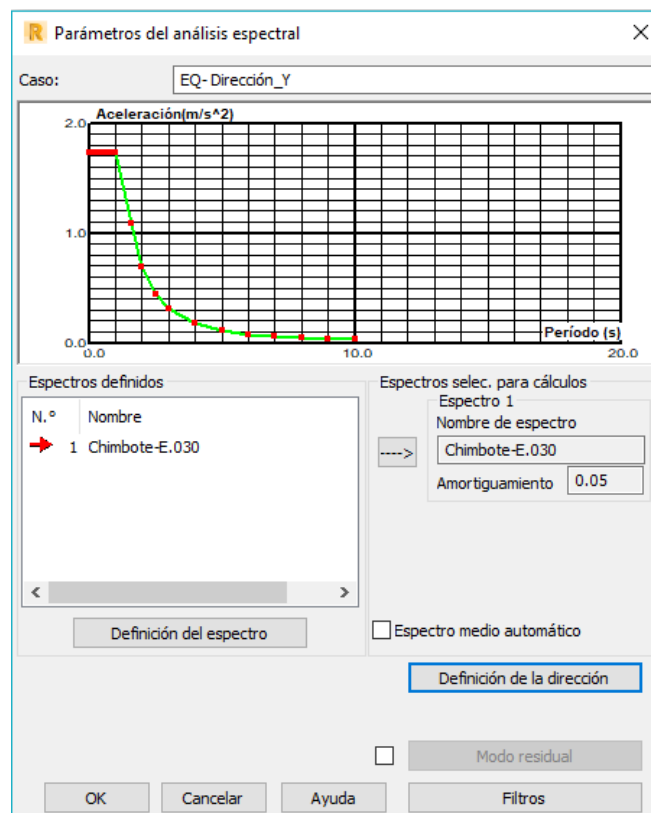 Parámetros del análisis espectral
Caso: EQ- Dirección_Y
Aceleración(m/s^2)
2.0
1.0
0.0
Período (s)
0.0 10.0 20.0
Espectros definidos
N.º Nombre
1 Chimbote-E.030
Definición del espectro
Espectros selec. para cálculos
Espectro 1
Nombre de espectro
---->
Chimbote-E.030
Amortiguamiento 0.05
Espectro medio automático
Definición de la dirección
Modo residual
OK Cancelar Ayuda Filtros